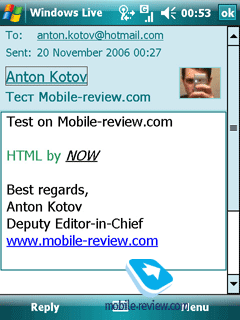 Windows Live 00:53 ok
To: anton.kotov@hotmail.com
Sent: 20 November 2006 00:27
Anton Kotov
Тест Mobile-review.com
Test on Mobile-review.com
HTML by NOW
Best regards,
Anton Kotov
Deputy Editor-in-Chief
www.mobile-review.com
mobile-review.com
Reply Menu